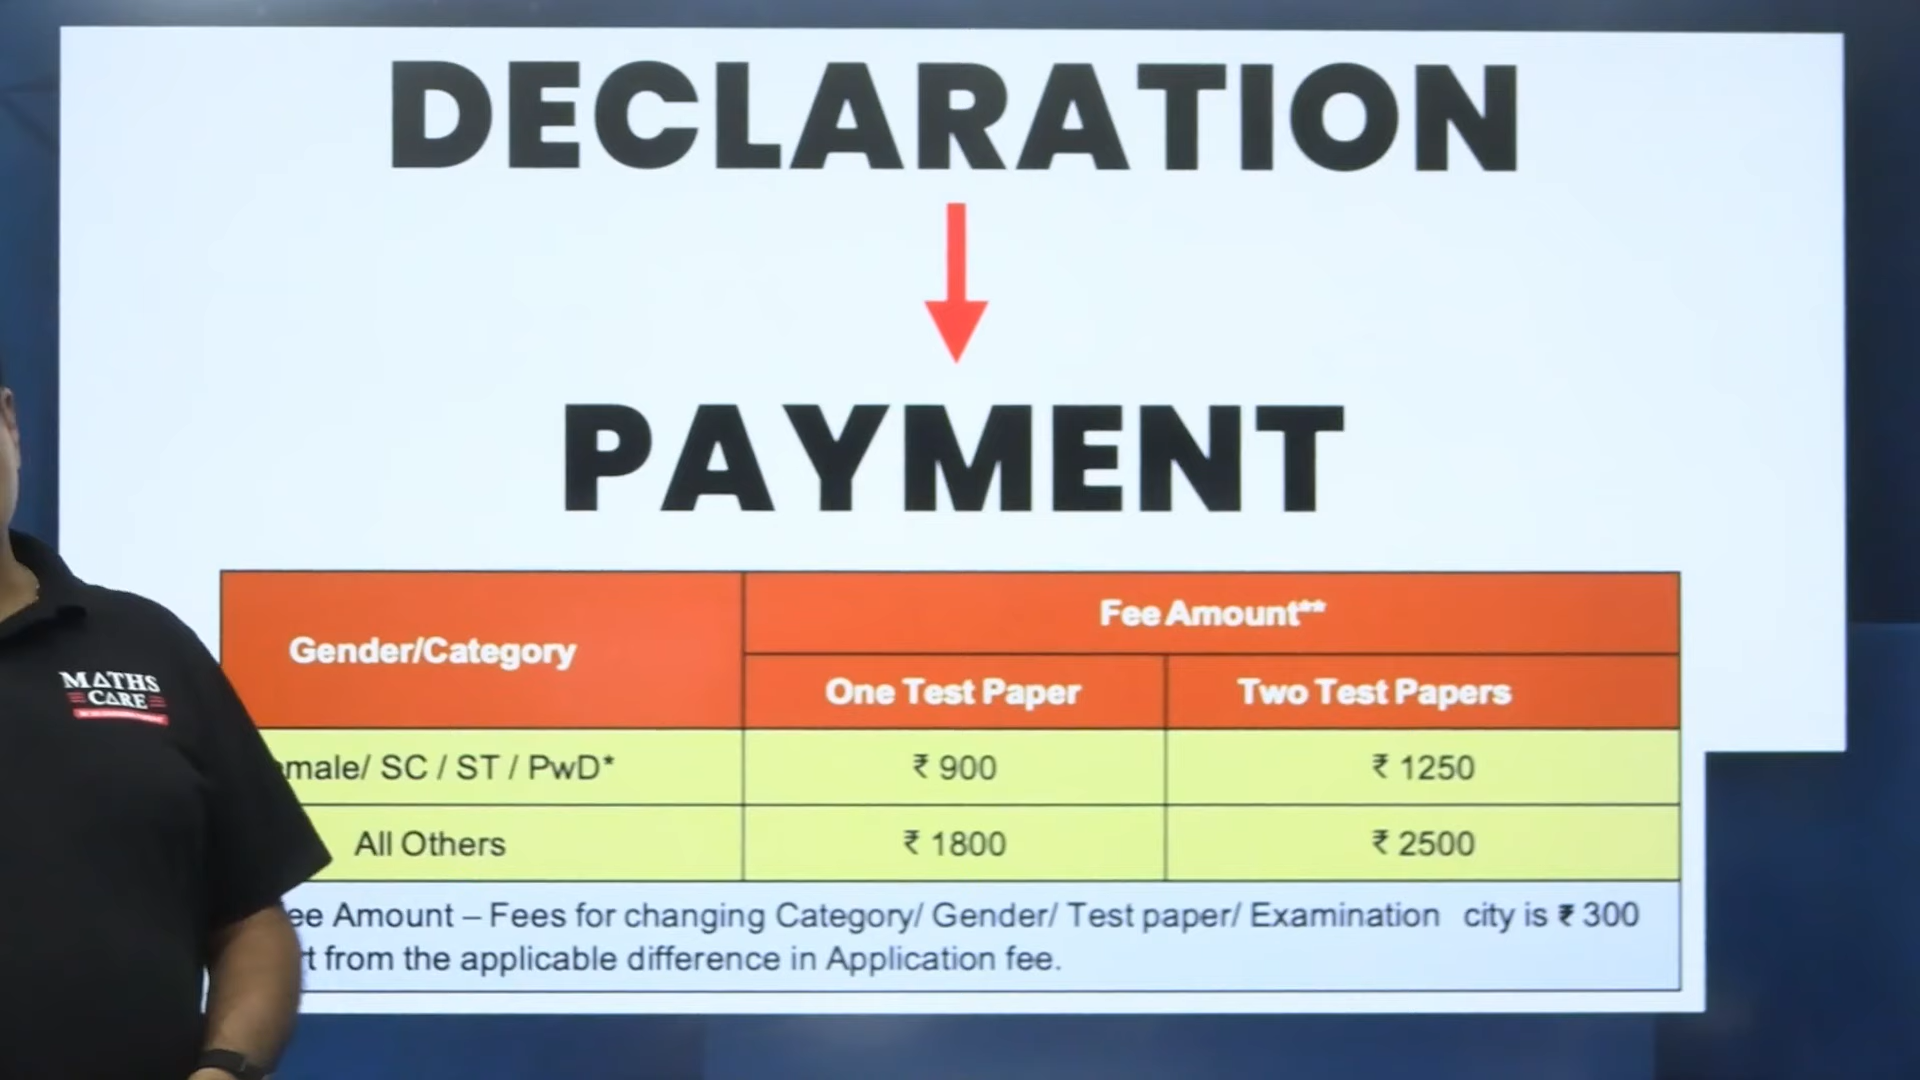 DECLARATION
PAYMENT
Gender/Category
Fee Amount**
One Test Paper
Two Test Papers
/ SC / ST / PwD*
₹ 900
₹ 1250
All Others
₹ 1800
₹ 2500
Amount – Fees for changing Category/ Gender/ Test paper/ Examination city is ₹ 300
from the applicable difference in Application fee.
MATHS
CARE